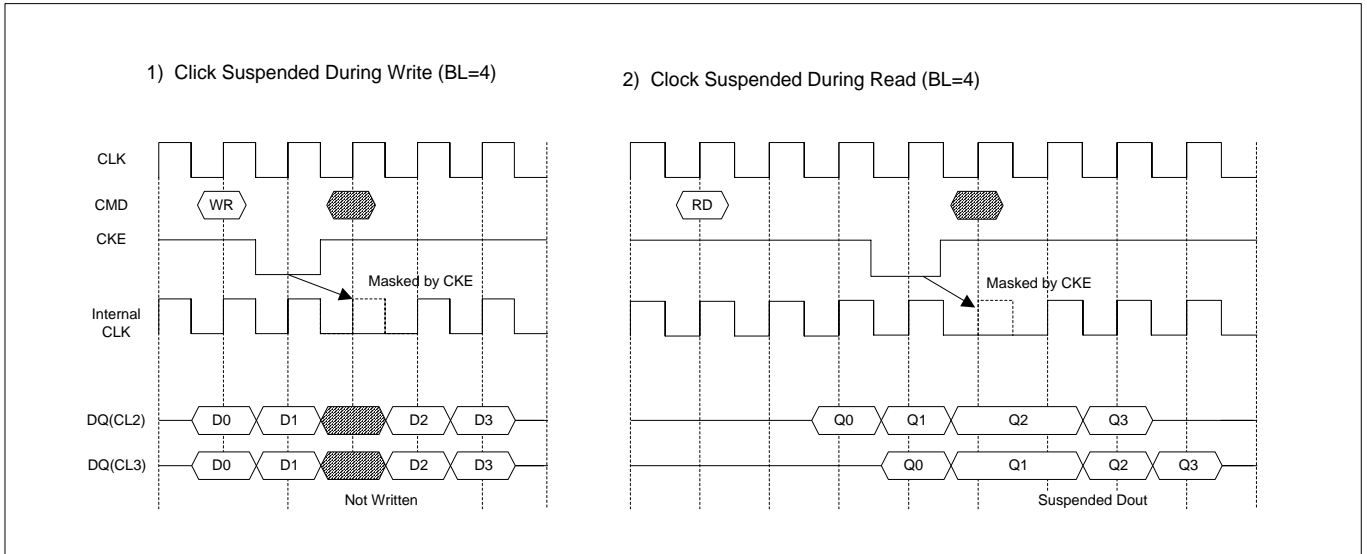 1) Click Suspended During Write (BL=4)
2) Clock Suspended During Read (BL=4)
CLK
CMD
WR
CKE
Masked by CKE
Internal
CLK
DQ(CL2)
D0 D1 D2 D3
DQ(CL3)
D0 D1 D2 D3
Not Written
RD
Masked by CKE
Q0 Q1 Q2 Q3
Q0 Q1 Q2 Q3
Suspended Dout